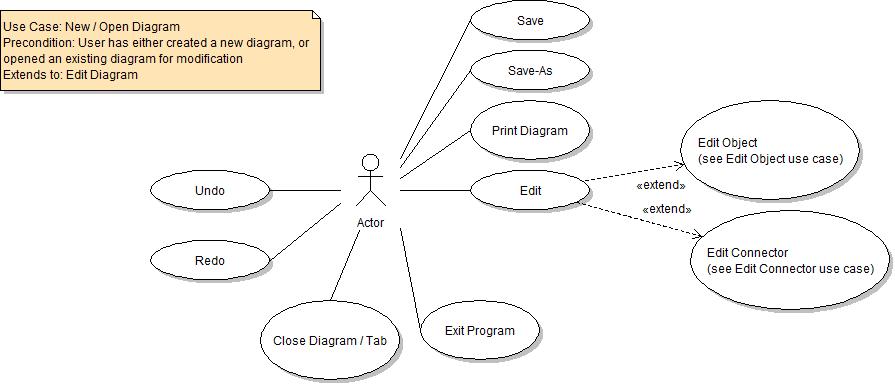 Use Case: New / Open Diagram
Precondition: User has either created a new diagram, or
opened an existing diagram for modification
Extends to: Edit Diagram
Save
Save-As
Print Diagram
Edit Object
(see Edit Object use case)
Undo
Edit
«extend»
«extend»
Actor
Redo
Edit Connector
(see Edit Connector use case)
Close Diagram / Tab
Exit Program